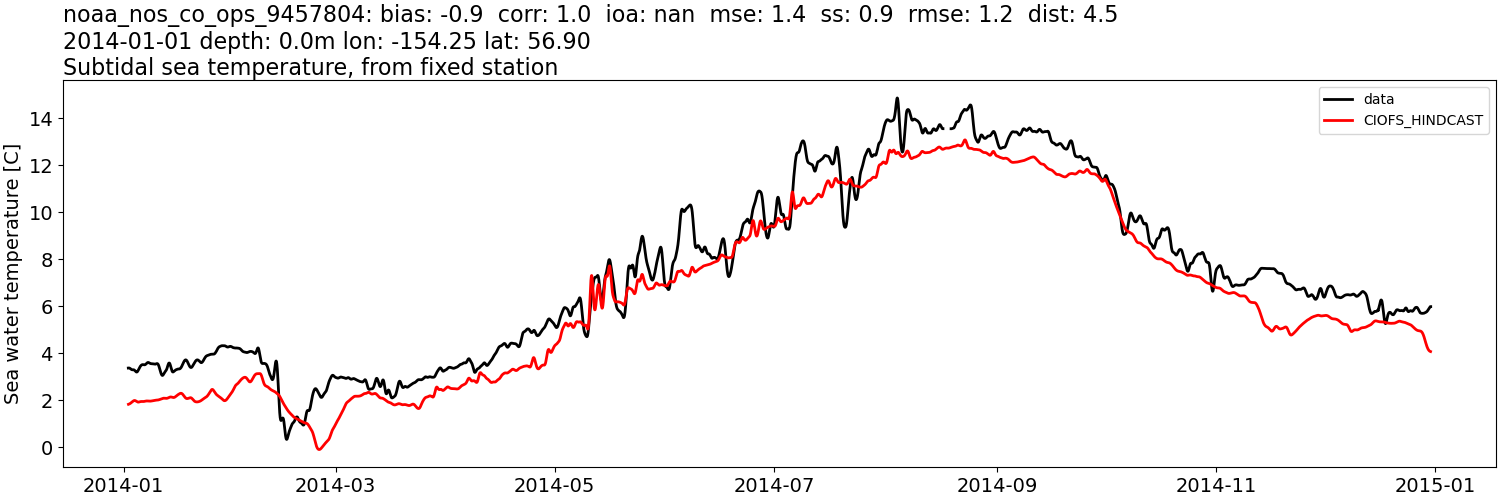 noaa_nos_co_ops_9457804: bias: -0.9  corr: 1.0  ioa: nan  mse: 1.4  ss: 0.9  rmse: 1.2  dist: 4.5
2014-01-01 depth: 0.0m lon: -154.25 lat: 56.90
Subtidal sea temperature, from fixed station
data
CIOFS_HINDCAST
Sea water temperature [C]
14
12
10
8
6
4
2
0
2014-01
2014-03
2014-05
2014-07
2014-09
2014-11
2015-01